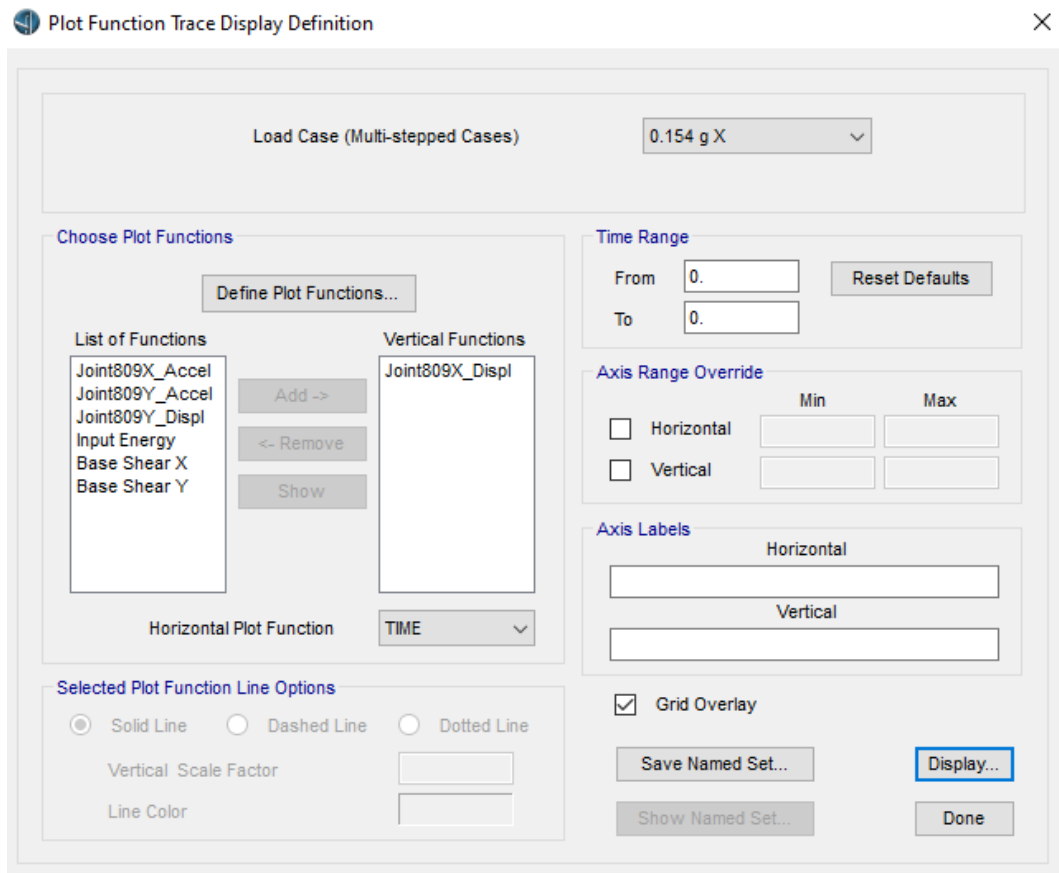 Plot Function Trace Display Definition
Load Case (Multi-stepped Cases)
0.154 g X
Choose Plot Functions
Define Plot Functions...
List of Functions
Vertical Functions
Joint809X_Accel
Joint809Y_Accel
Joint809Y_Displ
Input Energy
Base Shear X
Base Shear Y
Add ->
<- Remove
Show
Joint809X_Displ
Horizontal Plot Function
TIME
Time Range
From
0.
Reset Defaults
To
0.
Axis Range Override
Min
Max
Horizontal
Vertical
Axis Labels
Horizontal
Vertical
Selected Plot Function Line Options
Solid Line
Dashed Line
Dotted Line
Vertical Scale Factor
Line Color
Grid Overlay
Save Named Set...
Display...
Show Named Set...
Done